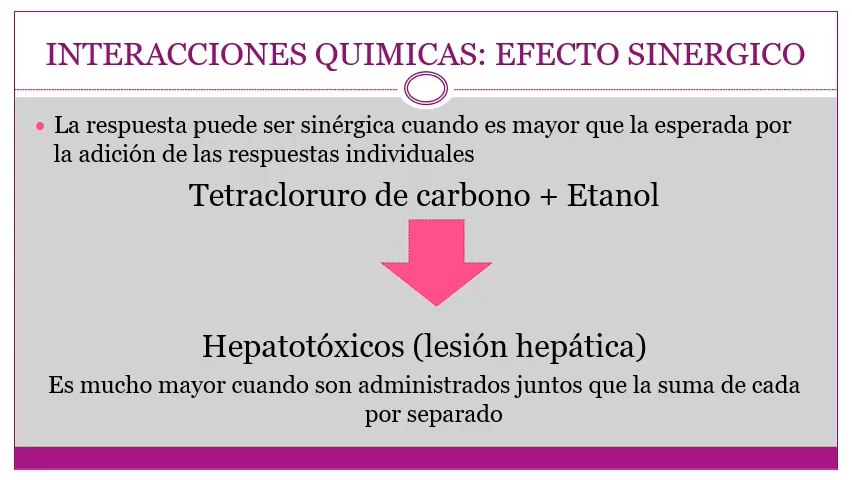 INTERACCIONES QUIMICAS: EFECTO SINERGICO
• La respuesta puede ser sinérgica cuando es mayor que la esperada por
la adición de las respuestas individuales
Tetracloruro de carbono + Etanol
Hepatotóxicos (lesión hepática)
Es mucho mayor cuando son administrados juntos que la suma de cada
por separado